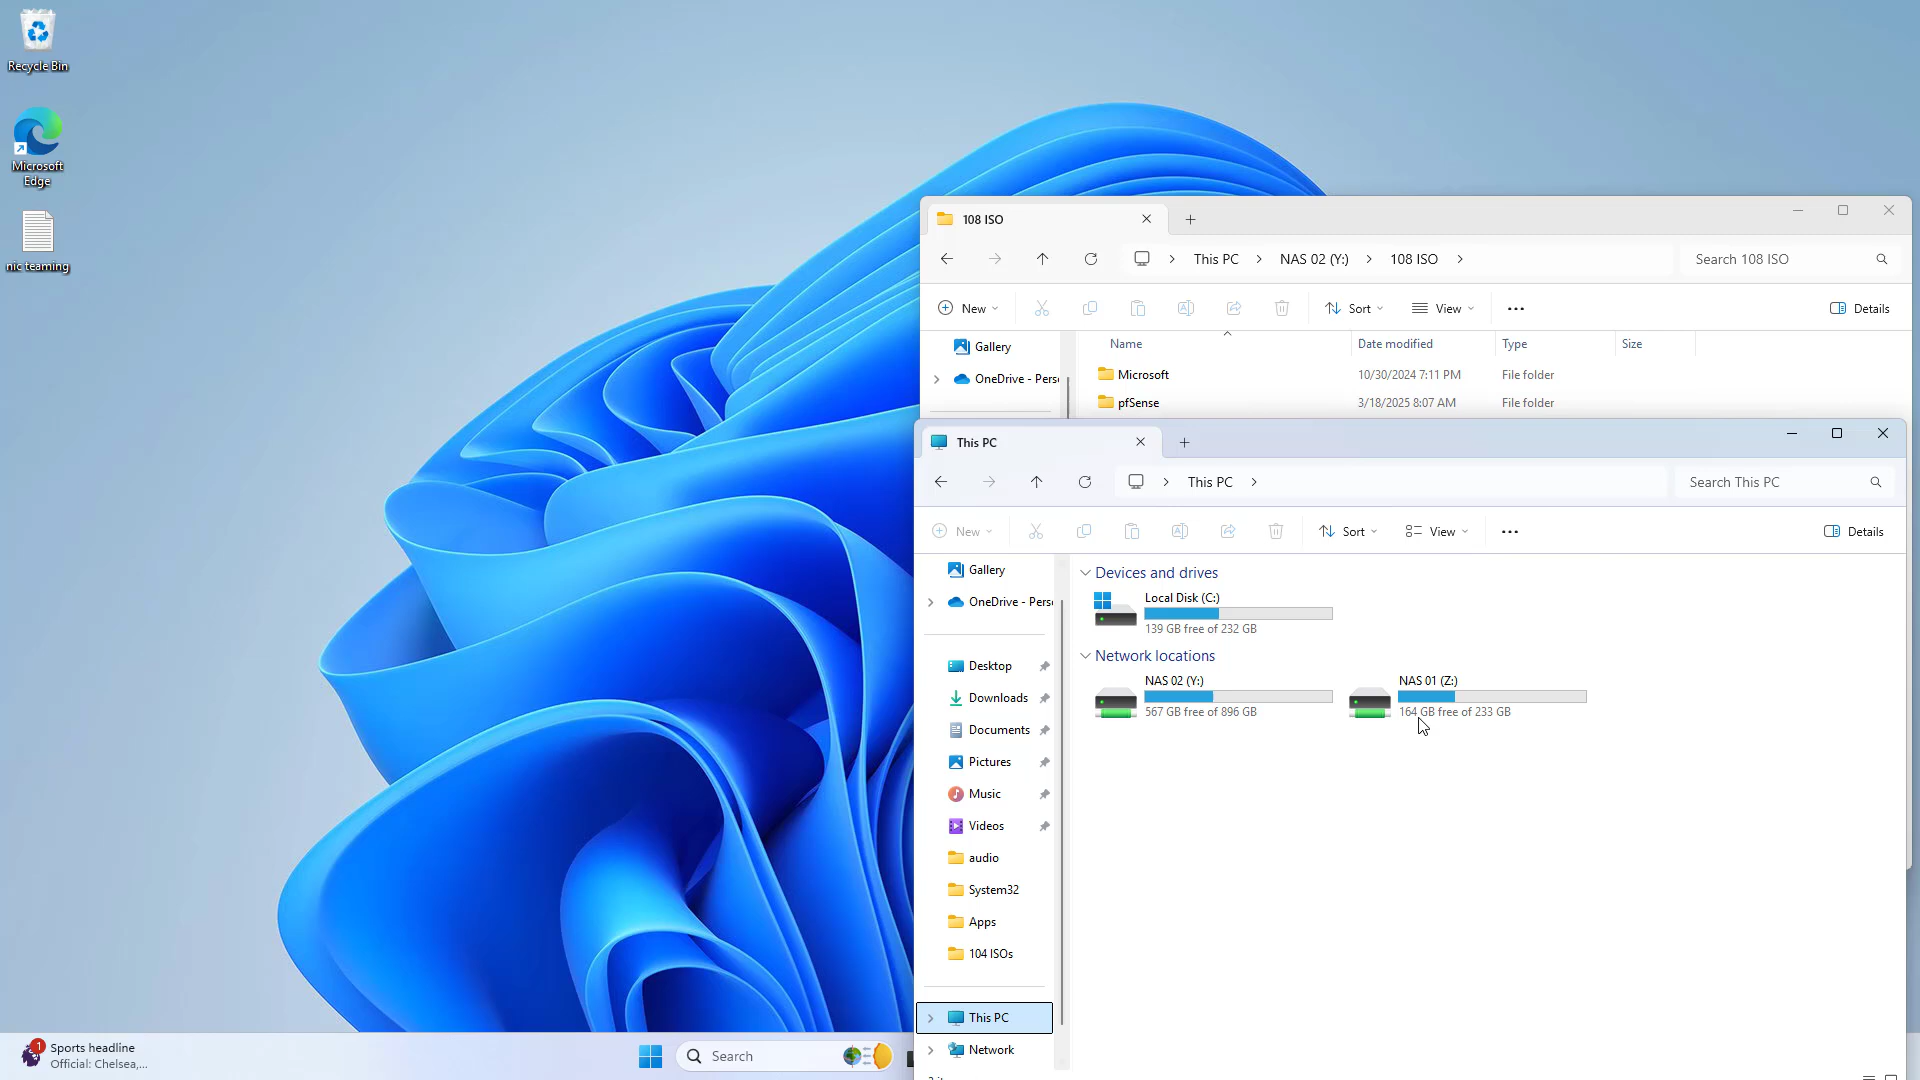 Recycle Bin
Microsoft
Edge
nic teaming
108 ISO
This PC
NAS 02 (Y:)
108 ISO
Search 108 ISO
New
Sort
View
Details
Gallery
OneDrive - Perso
Name
Date modified
Type
Size
Microsoft
10/30/2024 7:11 PM
File folder
pfSense
3/18/2025 8:07 AM
File folder
This PC
This PC
Search This PC
New
Sort
View
Details
Gallery
OneDrive - Perso
Desktop
Downloads
Documents
Pictures
Music
Videos
audio
System32
Apps
104 ISOs
This PC
Network
Devices and drives
Local Disk (C:)
139 GB free of 232 GB
Network locations
NAS 02 (Y:)
567 GB free of 896 GB
NAS 01 (Z:)
164 GB free of 233 GB
1
Sports headline
Official: Chelsea,...
Search